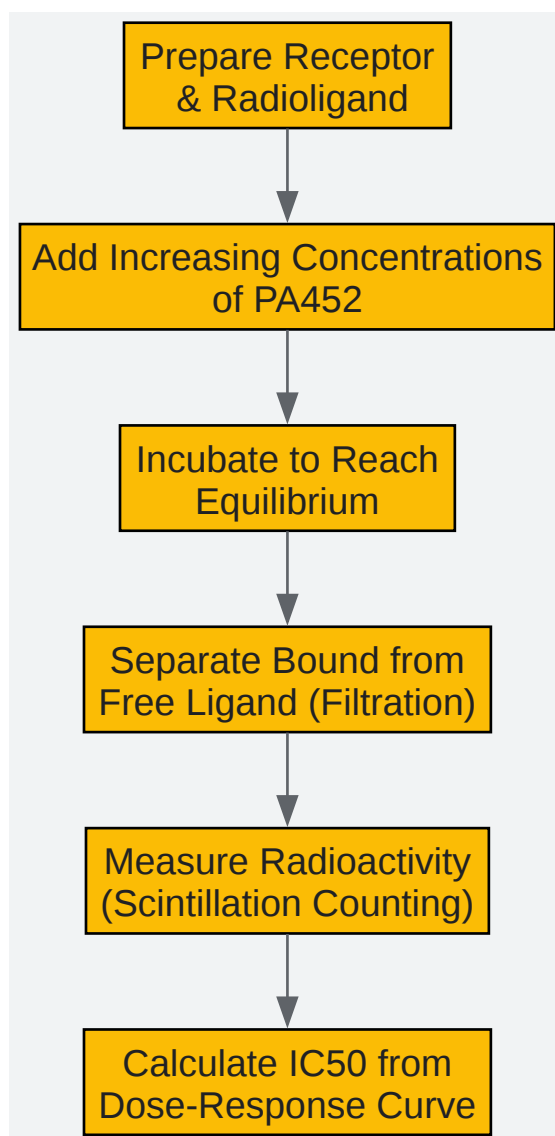 Prepare Receptor
& Radioligand
Add Increasing Concentrations
of PA452
Incubate to Reach
Equilibrium
Separate Bound from
Free Ligand (Filtration)
Measure Radioactivity
(Scintillation Counting)
Calculate IC50 from
Dose-Response Curve